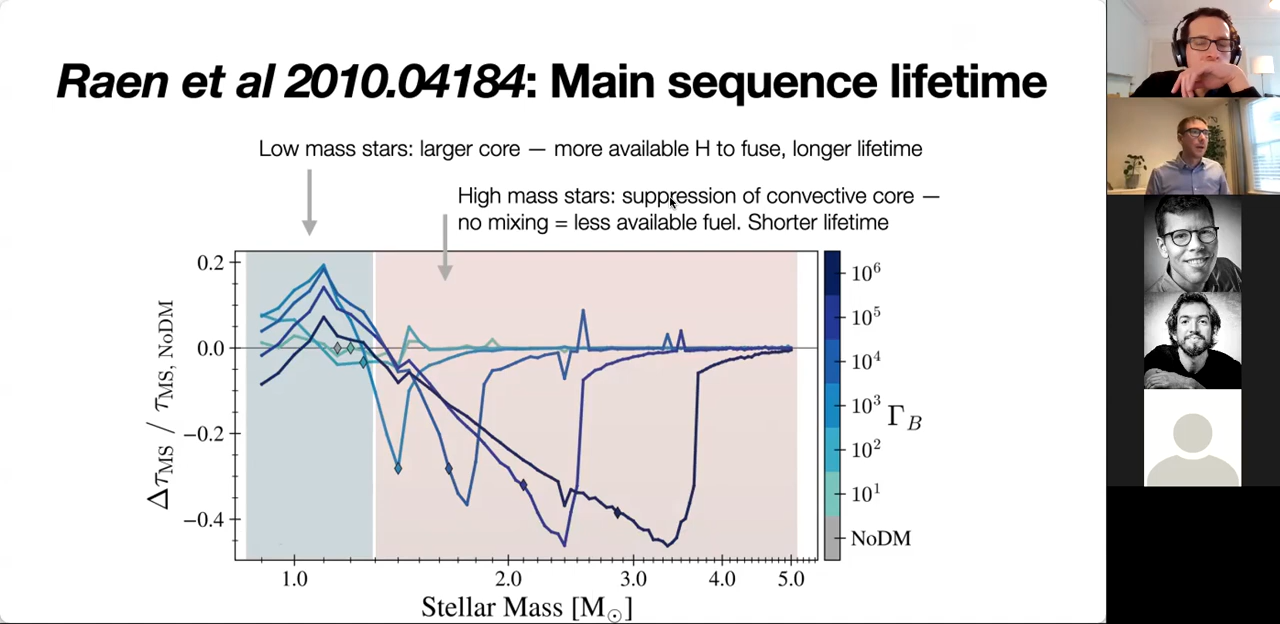 Raen et al 2010.04184: Main sequence lifetime
Low mass stars: larger core — more available H to fuse, longer lifetime
High mass stars: suppression of convective core —
no mixing = less available fuel. Shorter lifetime
0.2
0.0
−0.2
−0.4
Δτ_MS / τ_MS, NoDM
1.0
2.0
3.0
4.0
5.0
Stellar Mass [M_⊙]
10^6
10^5
10^4
10^3
10^2
10^1
NoDM
Γ_B